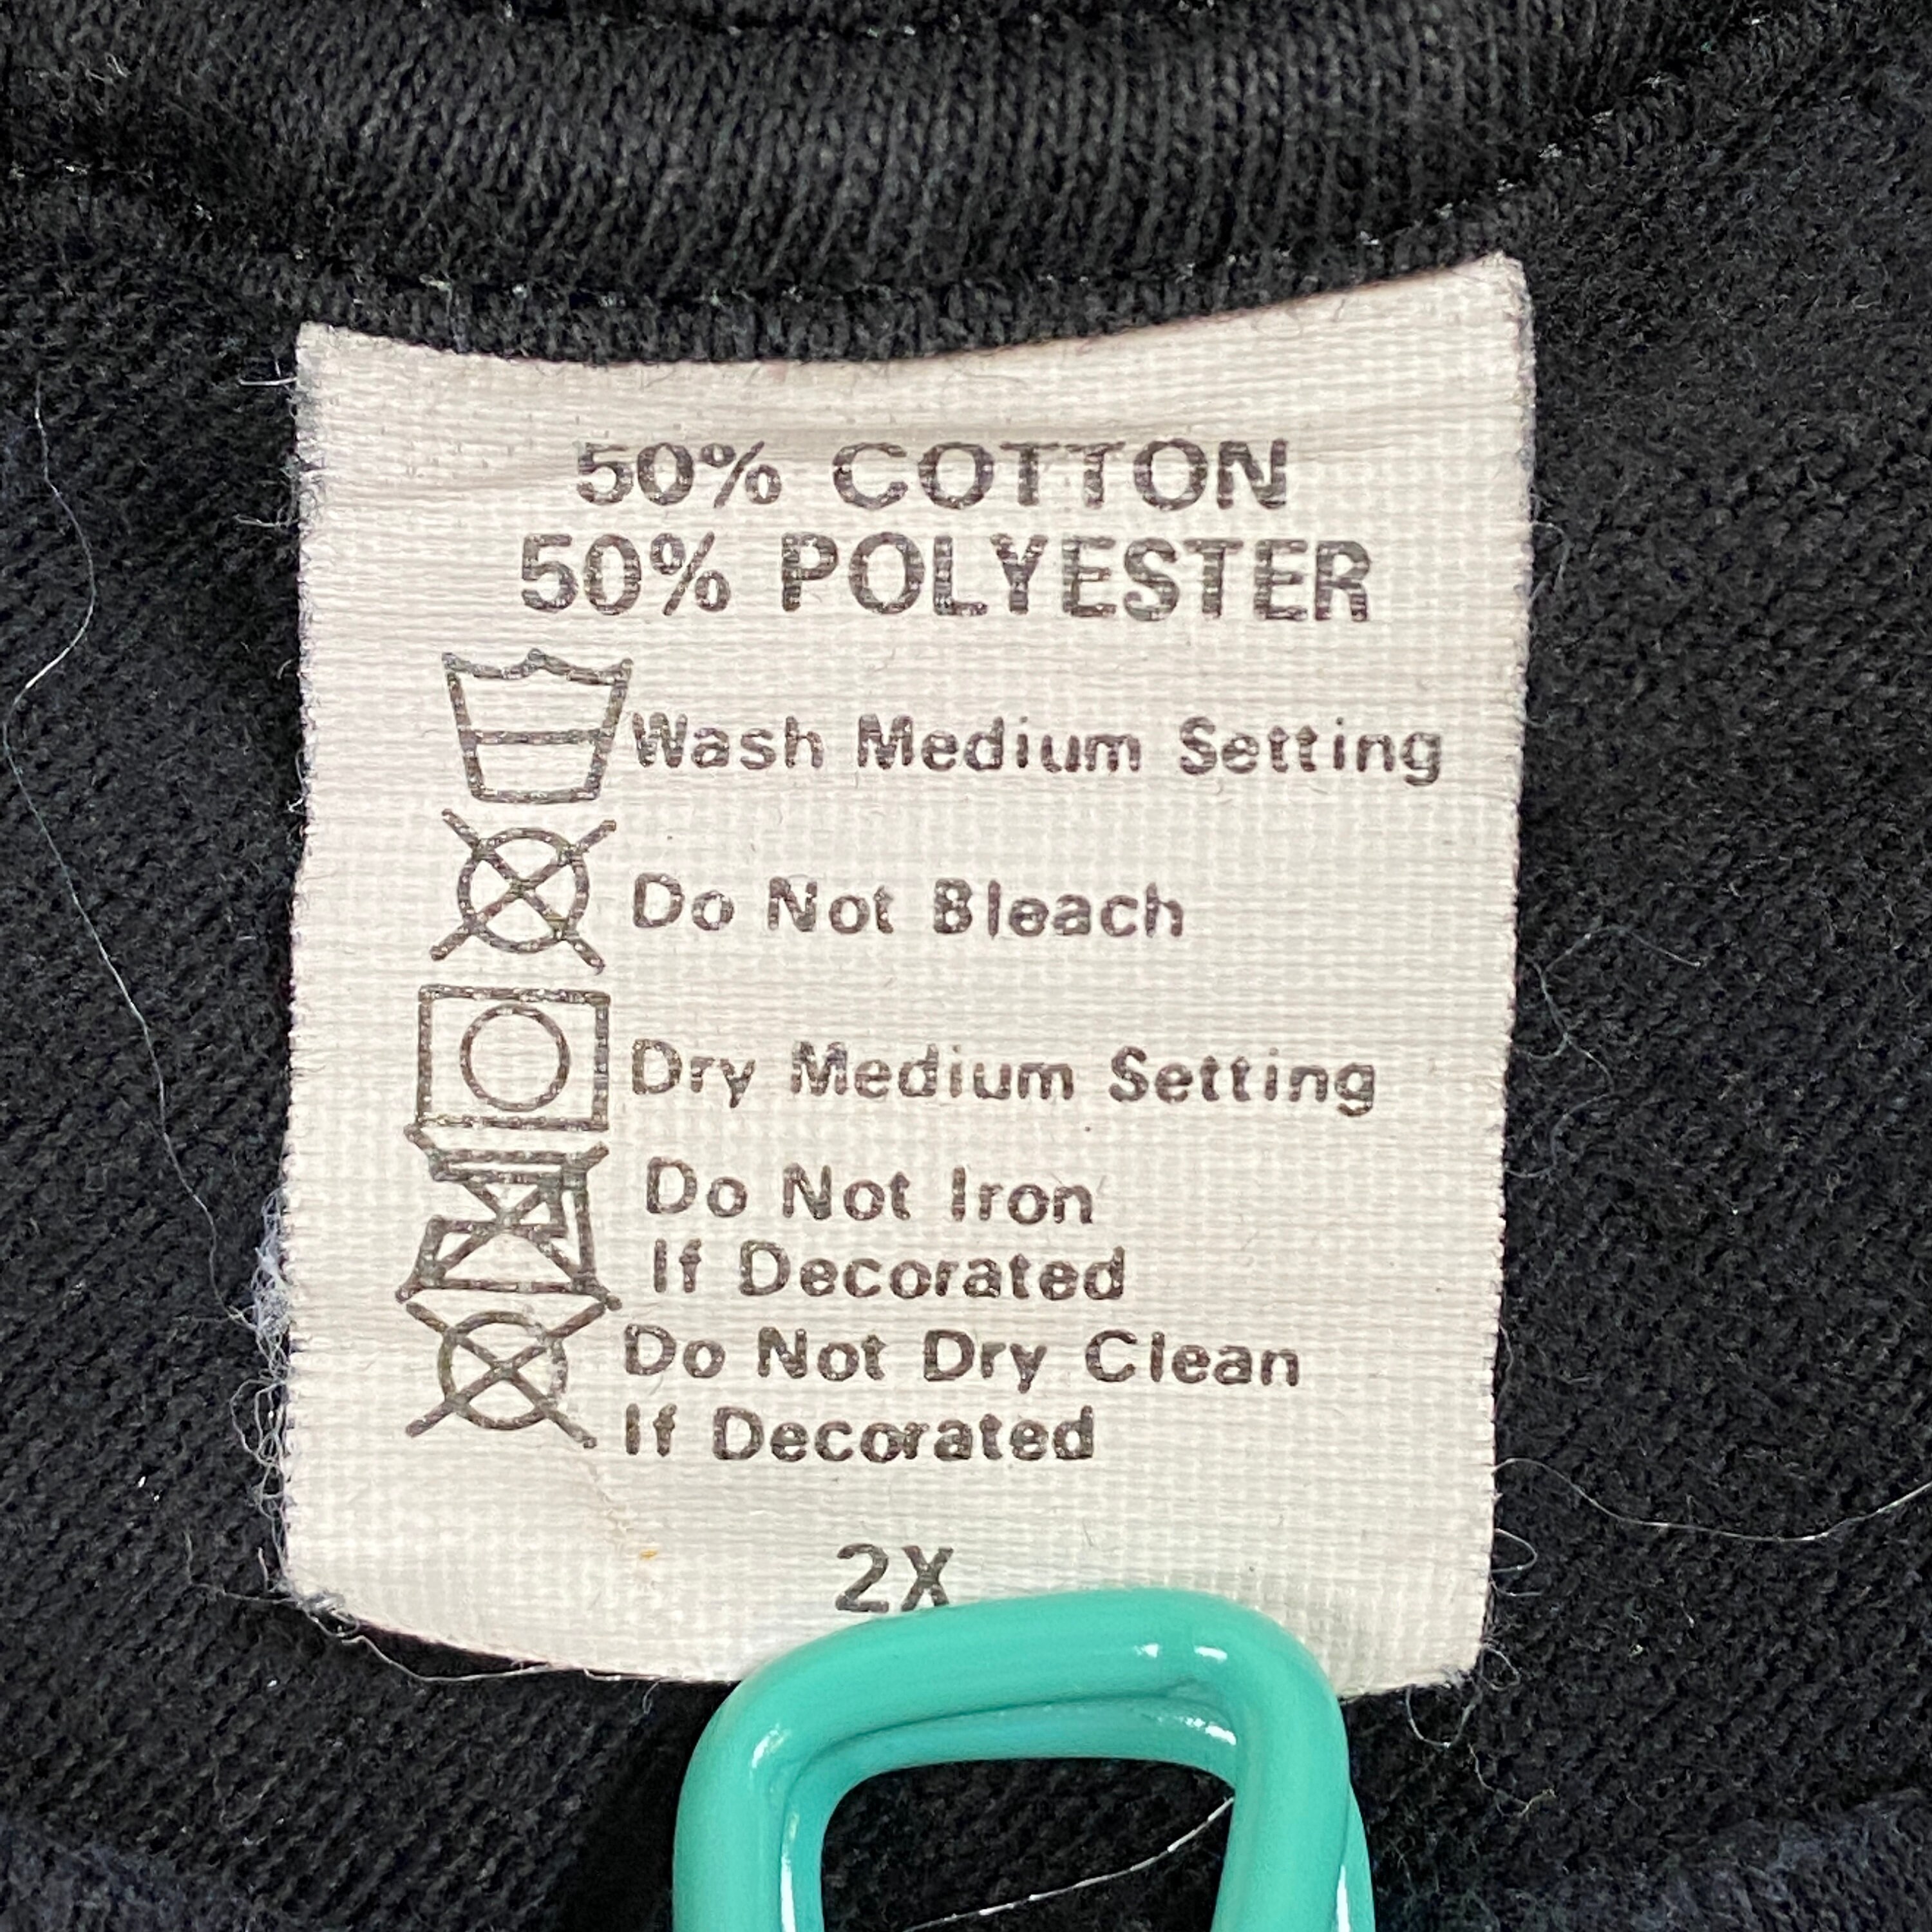 50% COTTON
50% POLYESTER
Wash Medium Setting
Do Not Bleach
Dry Medium Setting
Do Not Iron
If Decorated
Do Not Dry Clean
If Decorated
2X